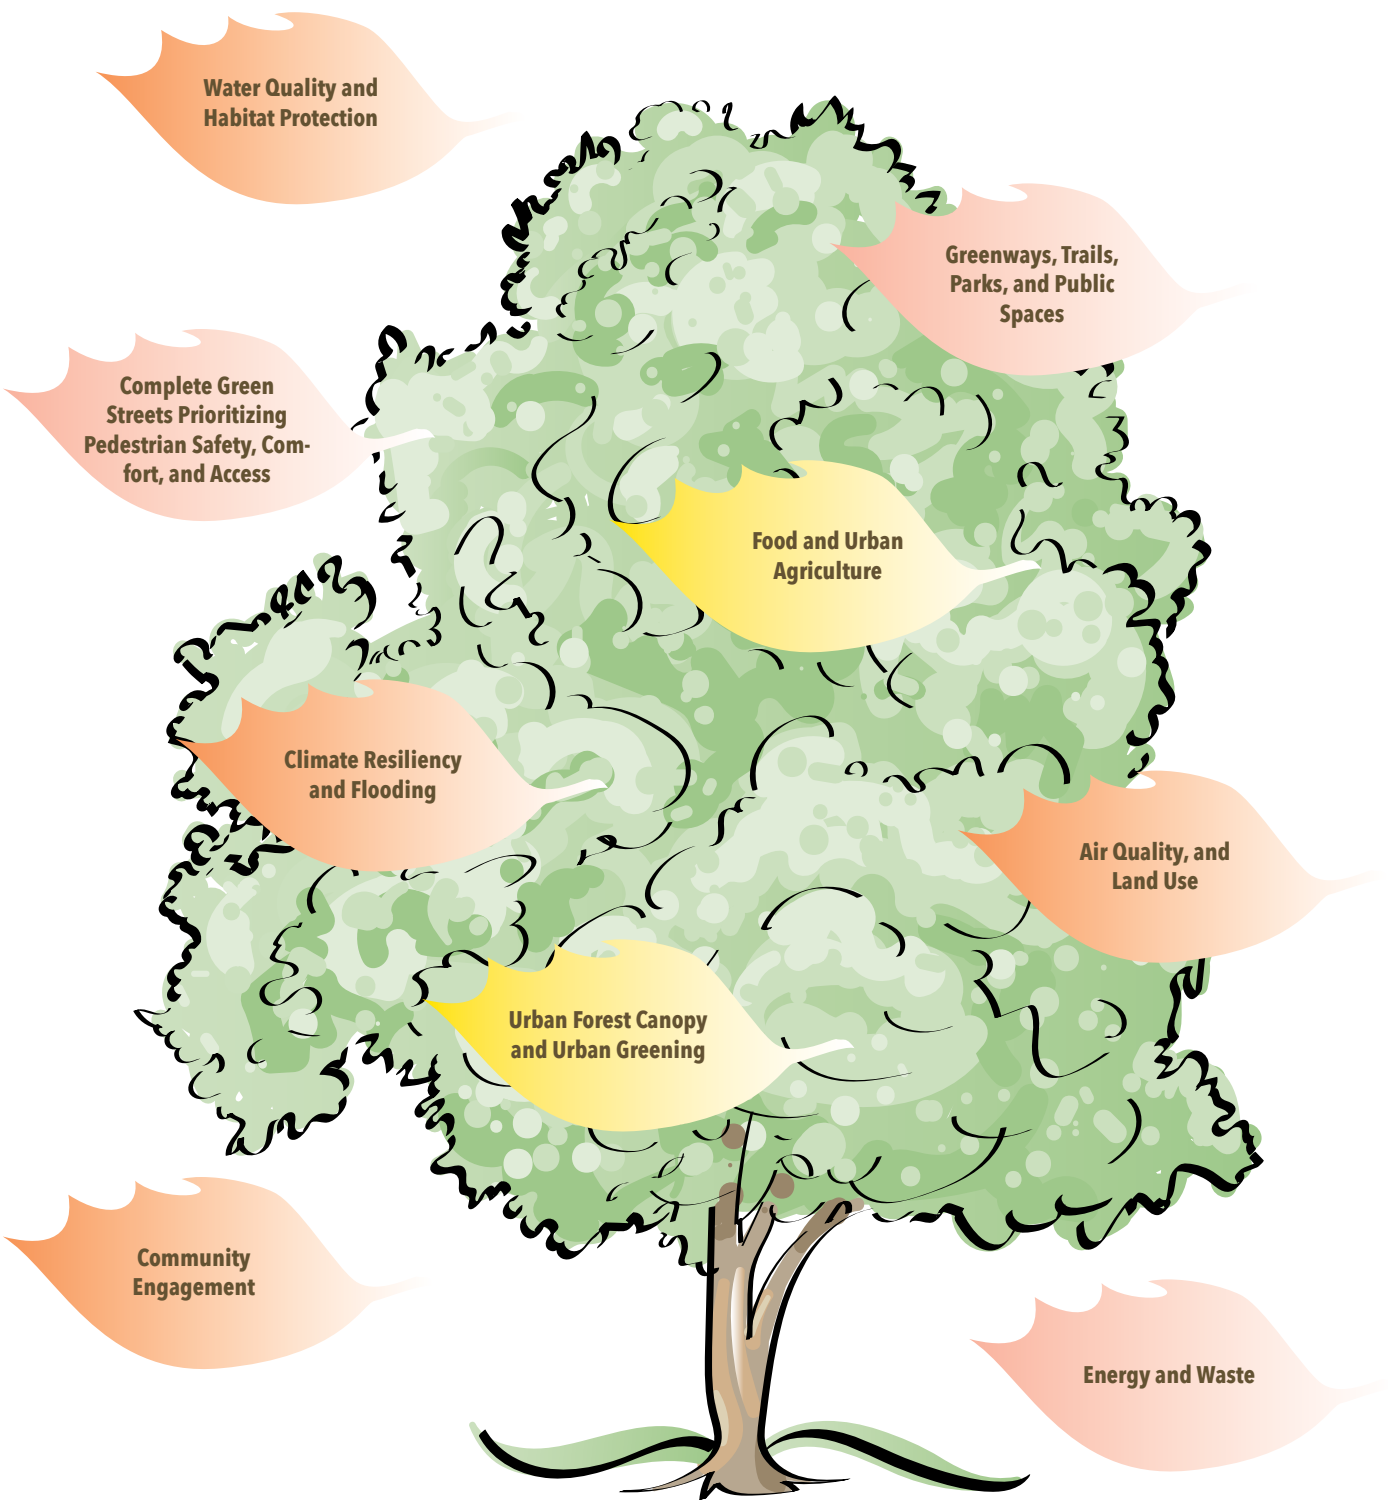 Water Quality and
Habitat Protection
Greenways, Trails,
Parks, and Public
Spaces
Complete Green
Streets Prioritizing
Pedestrian Safety, Com-
fort, and Access
Food and Urban
Agriculture
Climate Resiliency
and Flooding
Air Quality, and
Land Use
Urban Forest Canopy
and Urban Greening
Community
Engagement
Energy and Waste